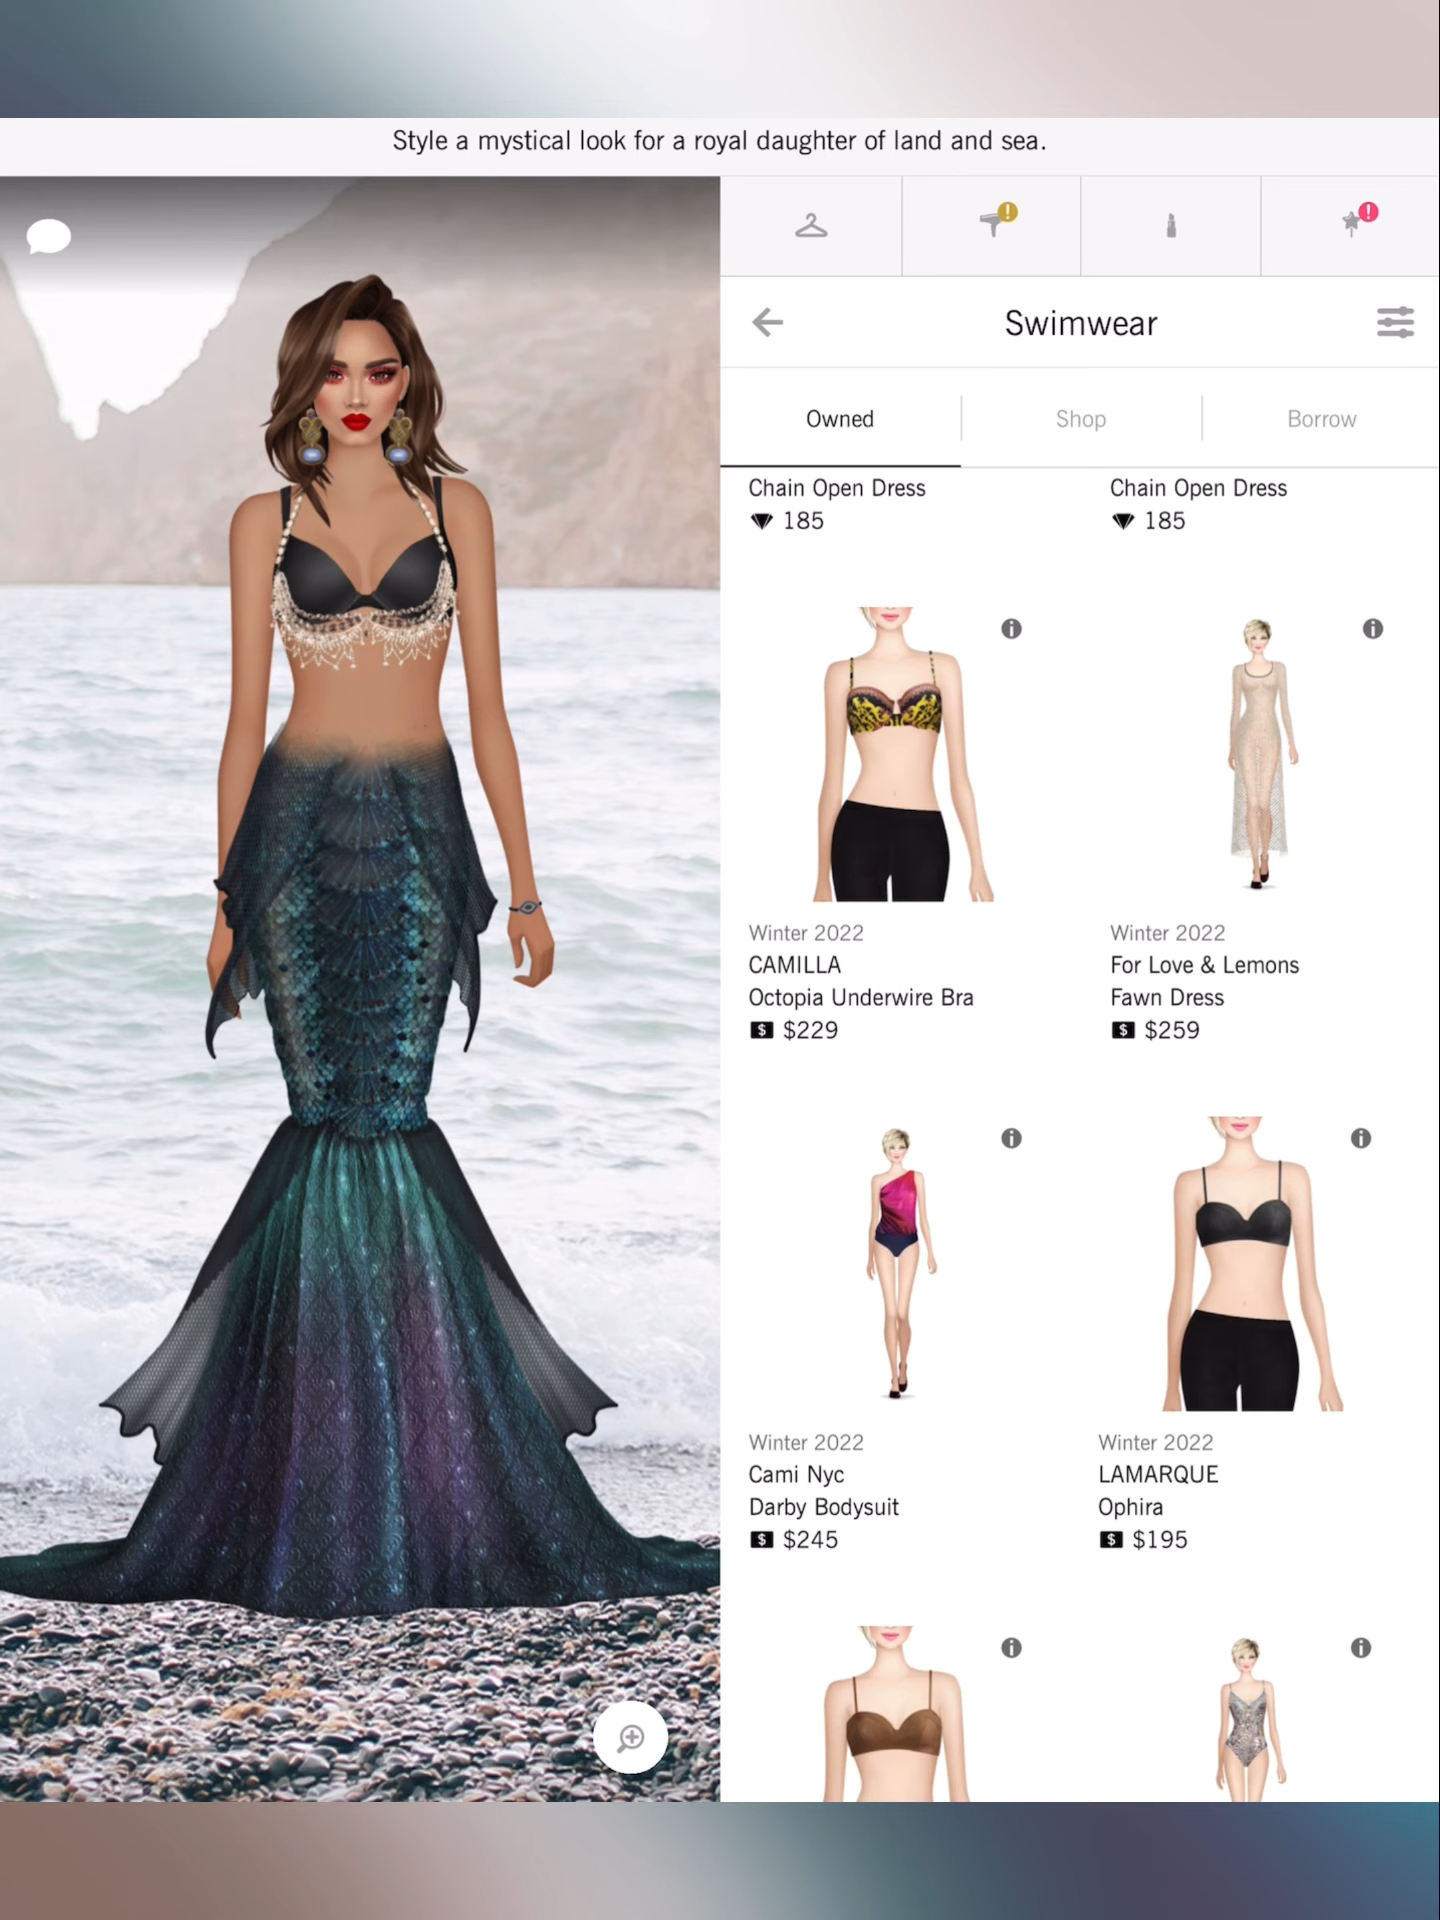 Style a mystical look for a royal daughter of land and sea.
Swimwear
Owned
Shop
Borrow
Chain Open Dress
185
Chain Open Dress
185
Winter 2022
CAMILLA
Octopia Underwire Bra
$229
Winter 2022
For Love & Lemons
Fawn Dress
$259
Winter 2022
Cami Nyc
Darby Bodysuit
$245
Winter 2022
LAMARQUE
Ophira
$195